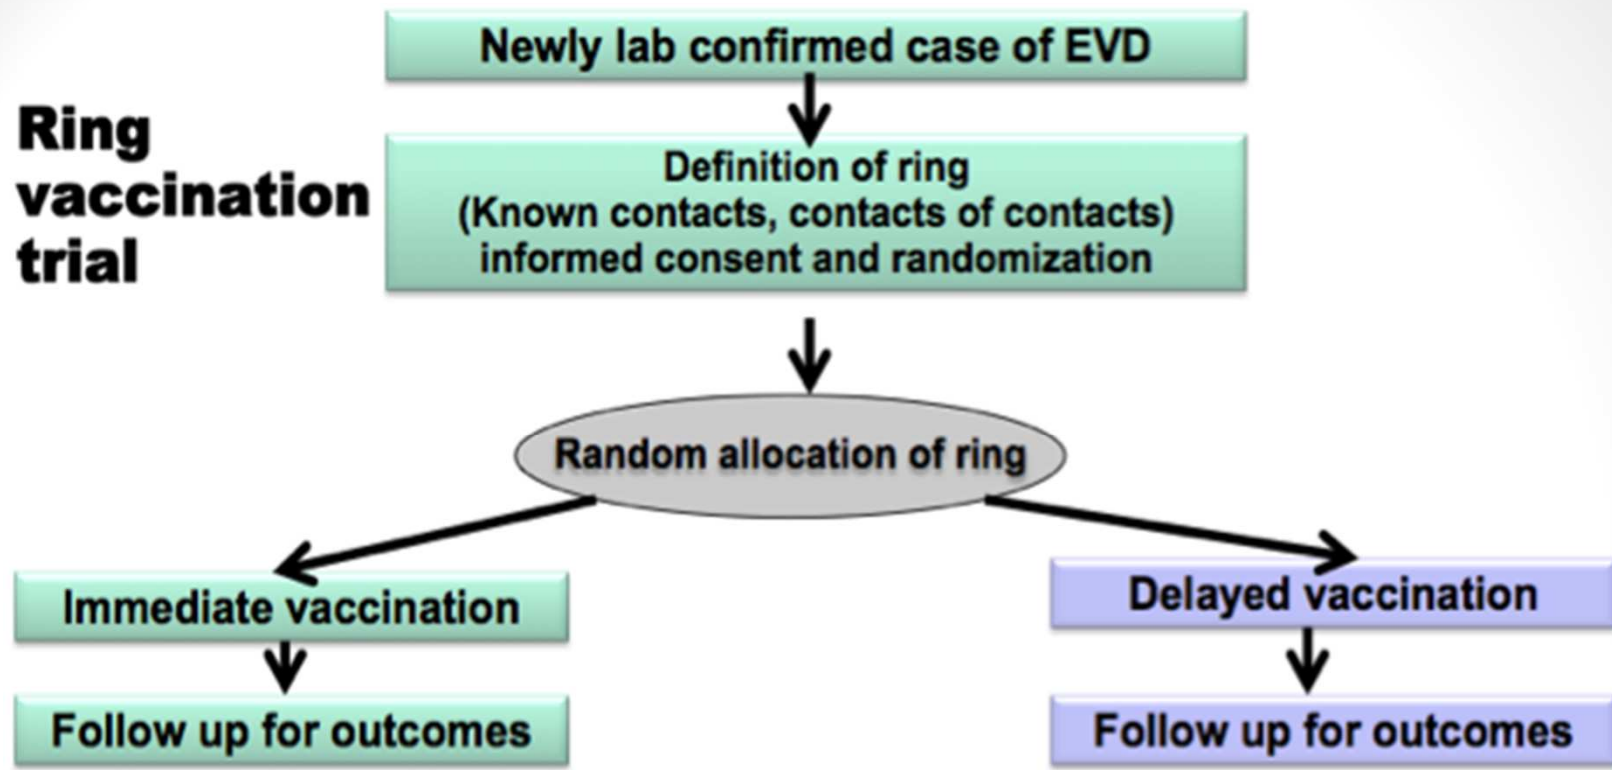 Newly lab confirmed case of EVD
Ring
vaccination
trial
Definition of ring
(Known contacts, contacts of contacts)
informed consent and randomization
Random allocation of ring
Immediate vaccination
Delayed vaccination
Follow up for outcomes
Follow up for outcomes